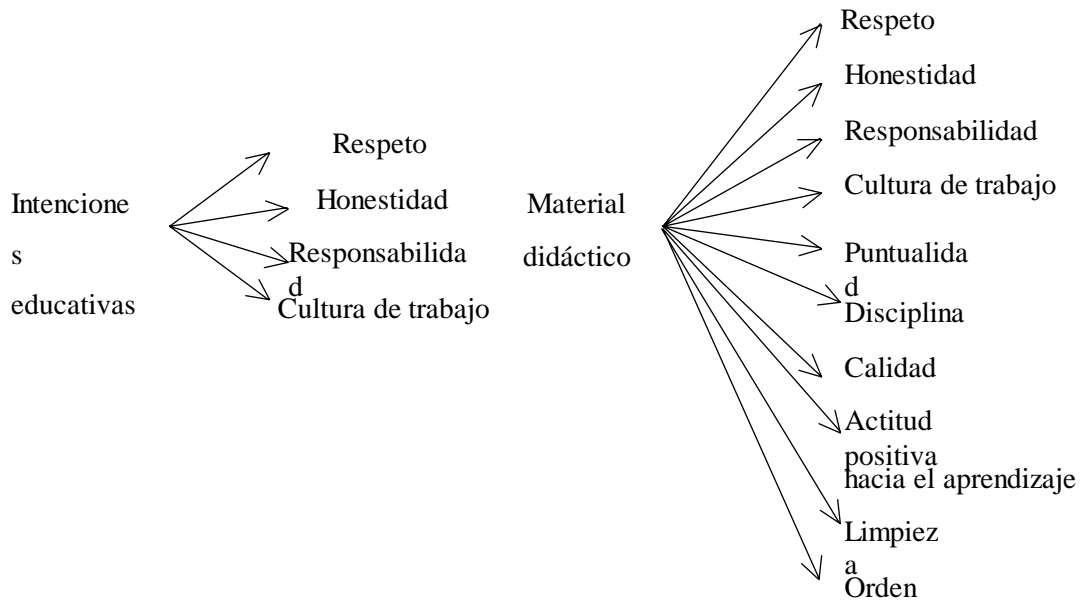 Intencione
s
educativas
Respeto
Honestidad
Responsabilida
d
Cultura de trabajo
Material
didáctico
Respeto
Honestidad
Responsabilidad
Cultura de trabajo
Puntualida
d
Disciplina
Calidad
Actitud
positiva
hacia el aprendizaje
Limpiez
a
Orden